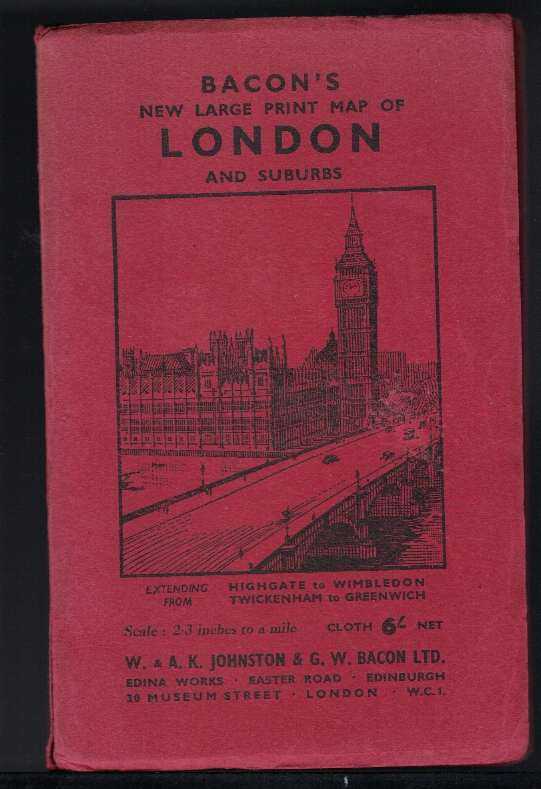 BACON'S
NEW LARGE PRINT MAP OF
LONDON
AND SUBURBS
EXTENDING FROM HIGHGATE to WIMBLEDON
TWICKENHAM to GREENWICH
Scale : 2·3 inches to a mile CLOTH 6/- NET
W. & A. K. JOHNSTON & G. W. BACON LTD.
EDINA WORKS · EASTER ROAD · EDINBURGH
30 MUSEUM STREET · LONDON · W.C.1.